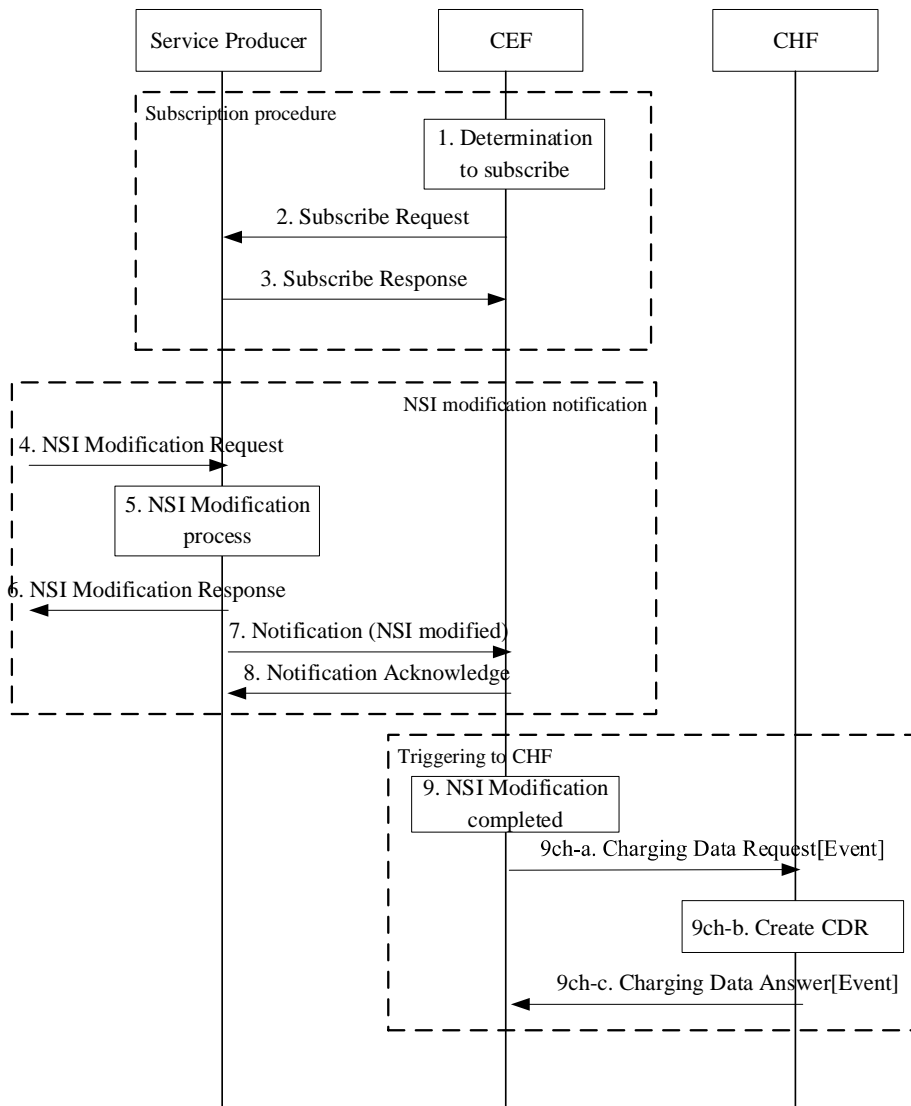 Service Producer
CEF
CHF
Subscription procedure
1. Determination
to subscribe
2. Subscribe Request
3. Subscribe Response
NSI modification notification
4. NSI Modification Request
5. NSI Modification
process
6. NSI Modification Response
7. Notification (NSI modified)
8. Notification Acknowledge
Triggering to CHF
9. NSI Modification
completed
9ch-a. Charging Data Request[Event]
9ch-b. Create CDR
9ch-c. Charging Data Answer[Event]